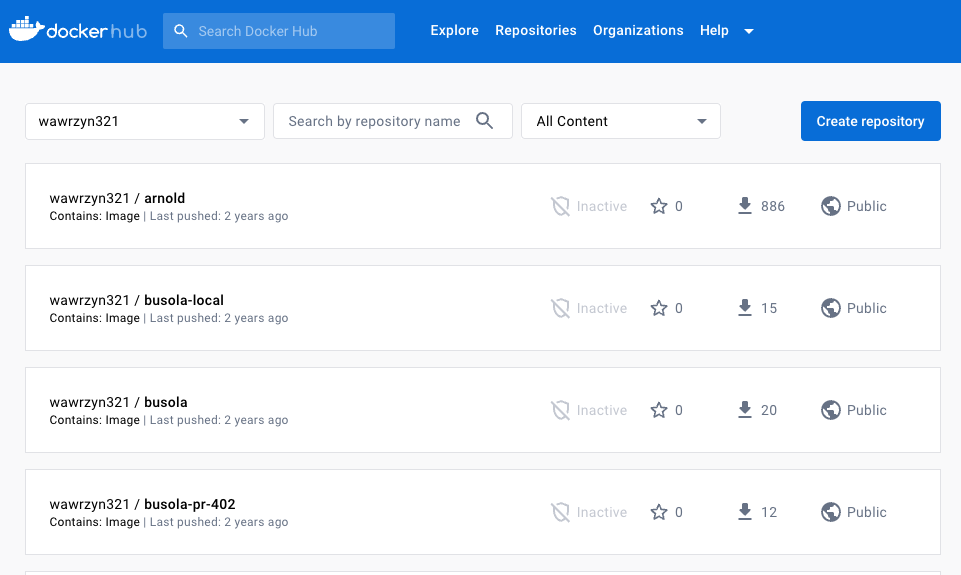 dockerhub Search Docker Hub Explore Repositories Organizations Help
wawrzyn321 Search by repository name All Content Create repository
wawrzyn321 / arnold
Contains: Image | Last pushed: 2 years ago
Inactive 0 886 Public
wawrzyn321 / busola-local
Contains: Image | Last pushed: 2 years ago
Inactive 0 15 Public
wawrzyn321 / busola
Contains: Image | Last pushed: 2 years ago
Inactive 0 20 Public
wawrzyn321 / busola-pr-402
Contains: Image | Last pushed: 2 years ago
Inactive 0 12 Public